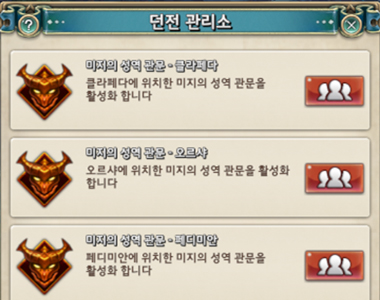 던전 관리소
미지의 성역 관문 - 클라페다
클라페다에 위치한 미지의 성역 관문을
활성화 합니다
미지의 성역 관문 - 오르샤
오르샤에 위치한 미지의 성역 관문을 활성화
합니다
미지의 성역 관문 - 페디미안
페디미안에 위치한 미지의 성역 관문을
활성화 합니다